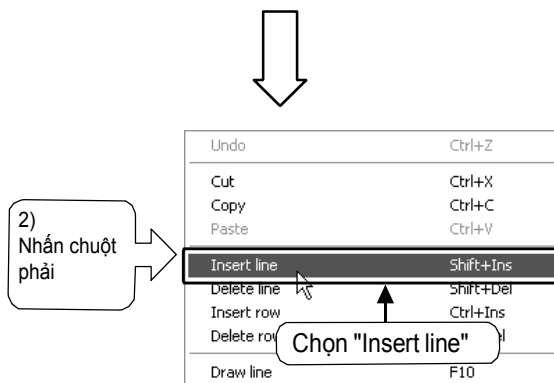 Undo Ctrl+Z
Cut Ctrl+X
Copy Ctrl+C
Paste Ctrl+V
2)
Nhấn chuột
phải
Insert line Shift+Ins
Delete line Shift+Del
Insert row Ctrl+Ins
Delete
Chọn "Insert line"
Draw line F10